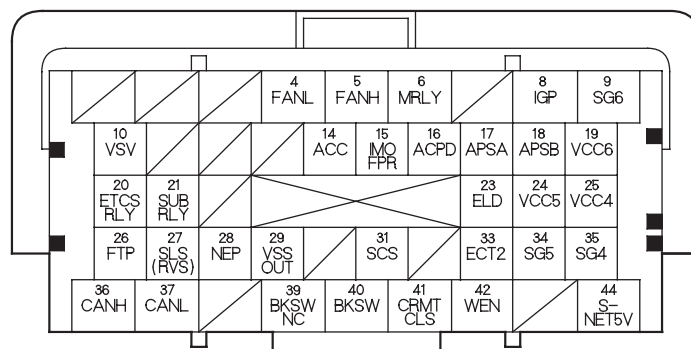 4 5 6 8 9
FANL FANH MRLY IGP SG6
10 14 15 16 17 18 19
VSV ACC IMO FPR ACPD APSA APSB VCC6
20 21 23 24 25
ETCS RLY SUB RLY ELD VCC5 VCC4
26 27 28 29 31 33 34 35
FTP SLS (RVS) NEP VSS OUT SCS ECT2 SG5 SG4
36 37 39 40 41 42 44
CANH CANL BKSW NC BKSW CRMT CLS WEN S-NET5V